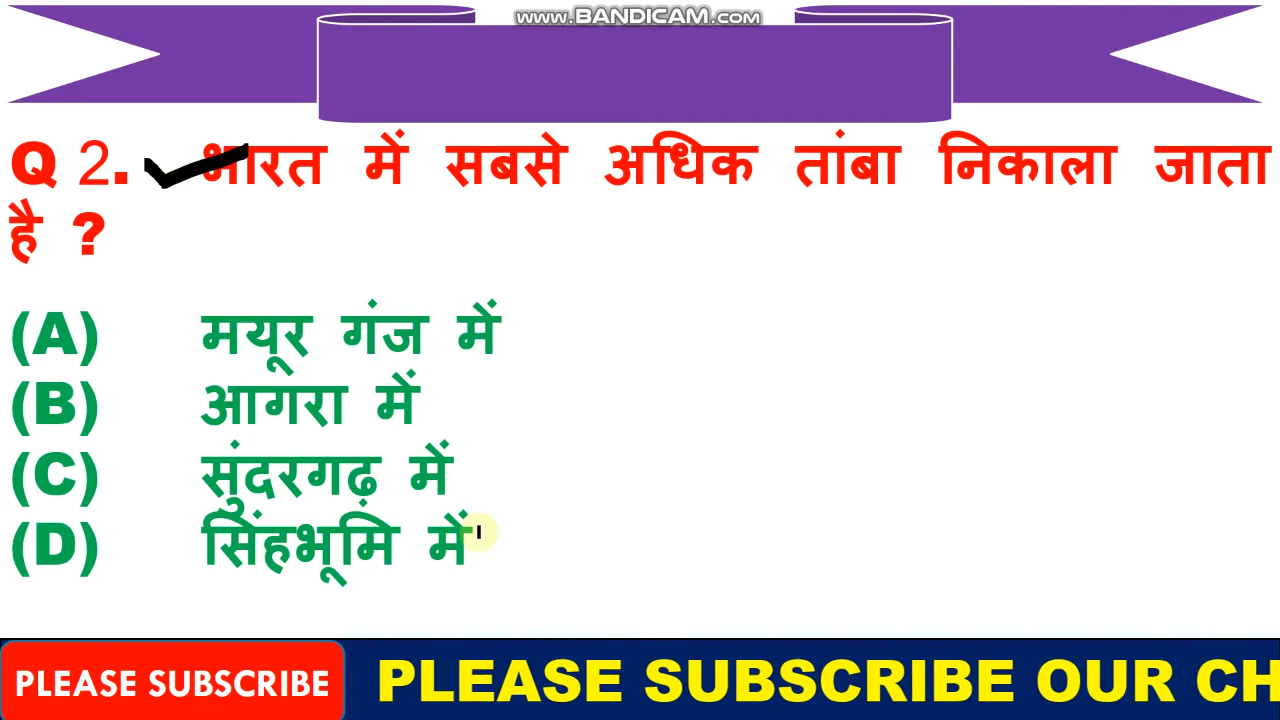 www.BANDICAM.com
Q 2. भारत में सबसे अधिक तांबा निकाला जाता
है ?
(A) मयूर गंज में
(B) आगरा में
(C) सुंदरगढ़ में
(D) सिंहभूमि में
PLEASE SUBSCRIBE
PLEASE SUBSCRIBE OUR CH